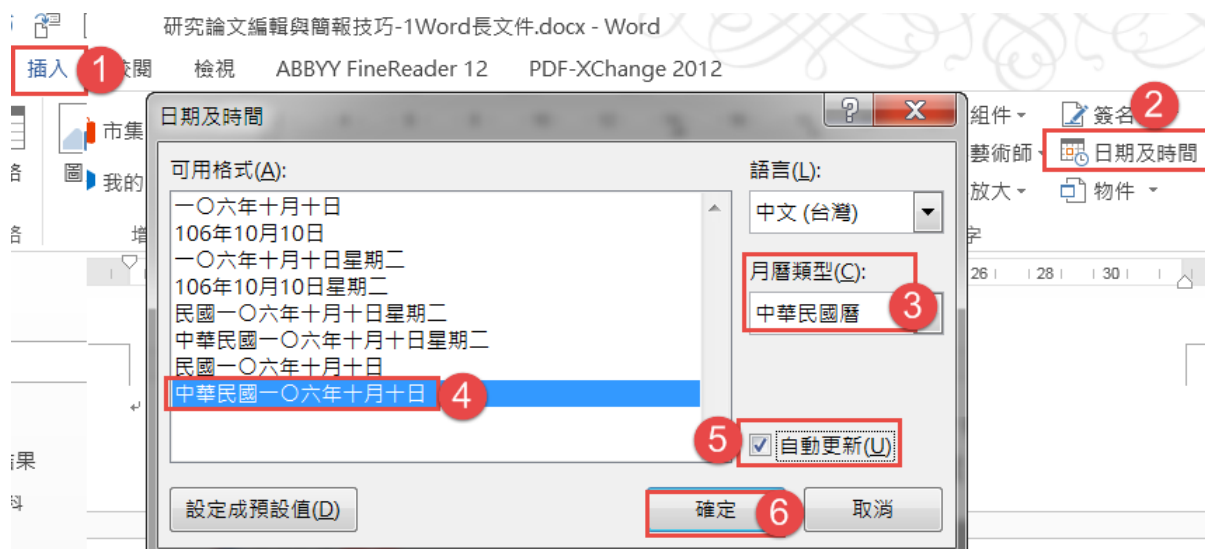 研究論文編輯與簡報技巧-1Word長文件.docx - Word
插入 1 校閱 檢視 ABBYY FineReader 12 PDF-XChange 2012
市集
圖
我的
格
日期及時間
可用格式(A):
一〇六年十月十日
106年10月10日
一〇六年十月十日星期二
106年10月10日星期二
民國一〇六年十月十日星期二
中華民國一〇六年十月十日星期二
民國一〇六年十月十日
中華民國一〇六年十月十日 4
語言(L):
中文 (台灣)
月曆類型(C):
中華民國曆 3
5 自動更新(U)
設定成預設值(D)
確定 6
取消
組件 簽名 2
藝術師 日期及時間
放大 物件
字
26 28 30
果